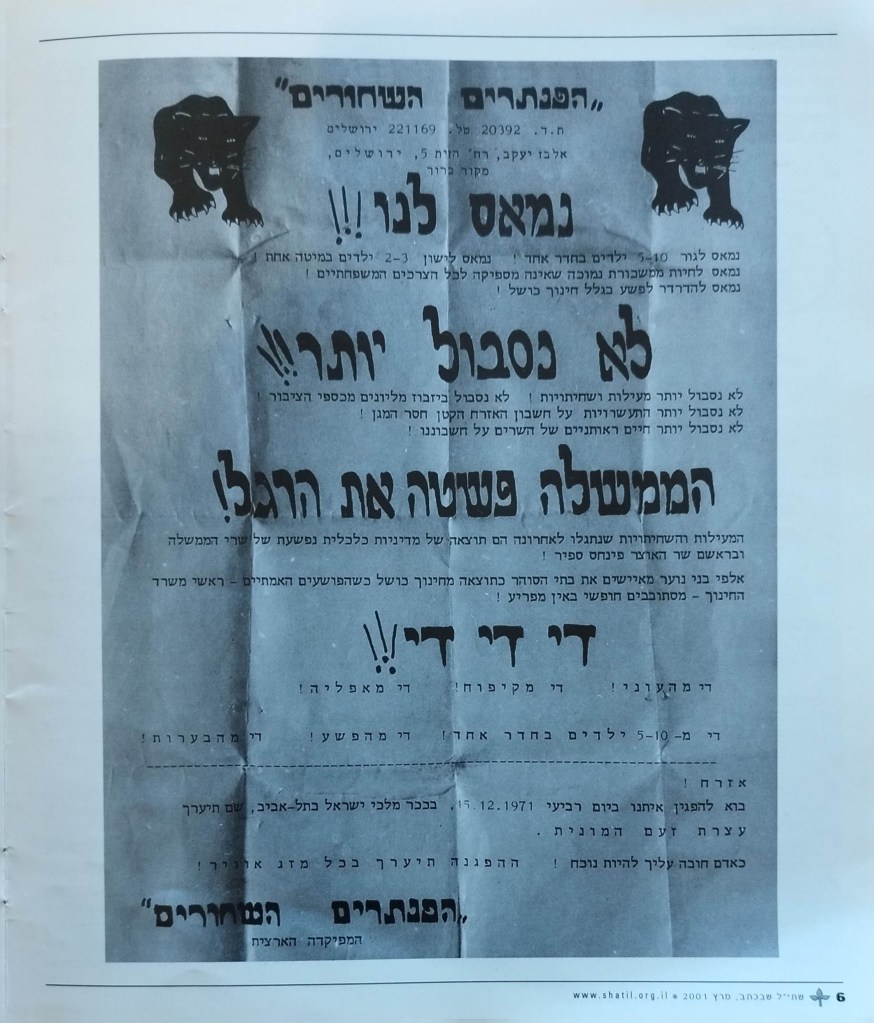 „הפנתרים השחורים"
ת.ד. 20392 טל. 221169 ירושלים
אלבז יעקב, רח' הזית 5, ירושלים,
מקור ברוך
נמאס לנו!!!
נמאס לגור 5-10 ילדים בחדר אחד ! נמאס לישון 2-3 ילדים במיטה אחת !
נמאס לחיות ממשכורת נמוכה שאינה מספיקה לכל הצרכים המשפחתיים !
נמאס להדרדר לפשע בגלל חינוך כושל !
לא נסבול יותר!!!
לא נסבול יותר מעילות ושחיתויות ! לא נסבול ביזבוז מליונים מכספי הציבור !
לא נסבול יותר התעשרויות על חשבון האזרח הקטן חסר המגן !
לא נסבול יותר חיים ראותניים של השרים על חשבוננו !
הממשלה פשטה את הרגל!
המעילות והשחיתויות שנתגלו לאחרונה הם תוצאה של מדיניות כלכלית נפשעת של שרי הממשלה
ובראשם שר האוצר פינחס ספיר !
אלפי בני נוער מאיישים את בתי הסוהר כתוצאה מחינוך כושל כשהפושעים האמתיים – ראשי משרד
החינוך – מסתובבים חופשי באין מפריע !
די די די!!!
די מהעוני! די מקיפוח! די מאפליה!
די מ-5-10 ילדים בחדר אחד! די מהפשע! די מהבערות!
אזרח !
בוא להפגין איתנו ביום רביעי 15.12.1971, בככר מלכי ישראל בתל-אביב, שם תיערך
עצרת זעם המונית .
כאדם חובה עליך להיות נוכח ! ההפגנה תיערך בכל מזג אוויר!
„הפנתרים השחורים"
המפיקדה הארצית
6 שתי"ל שבכתב, מרץ 2001 • www.shatil.org.il